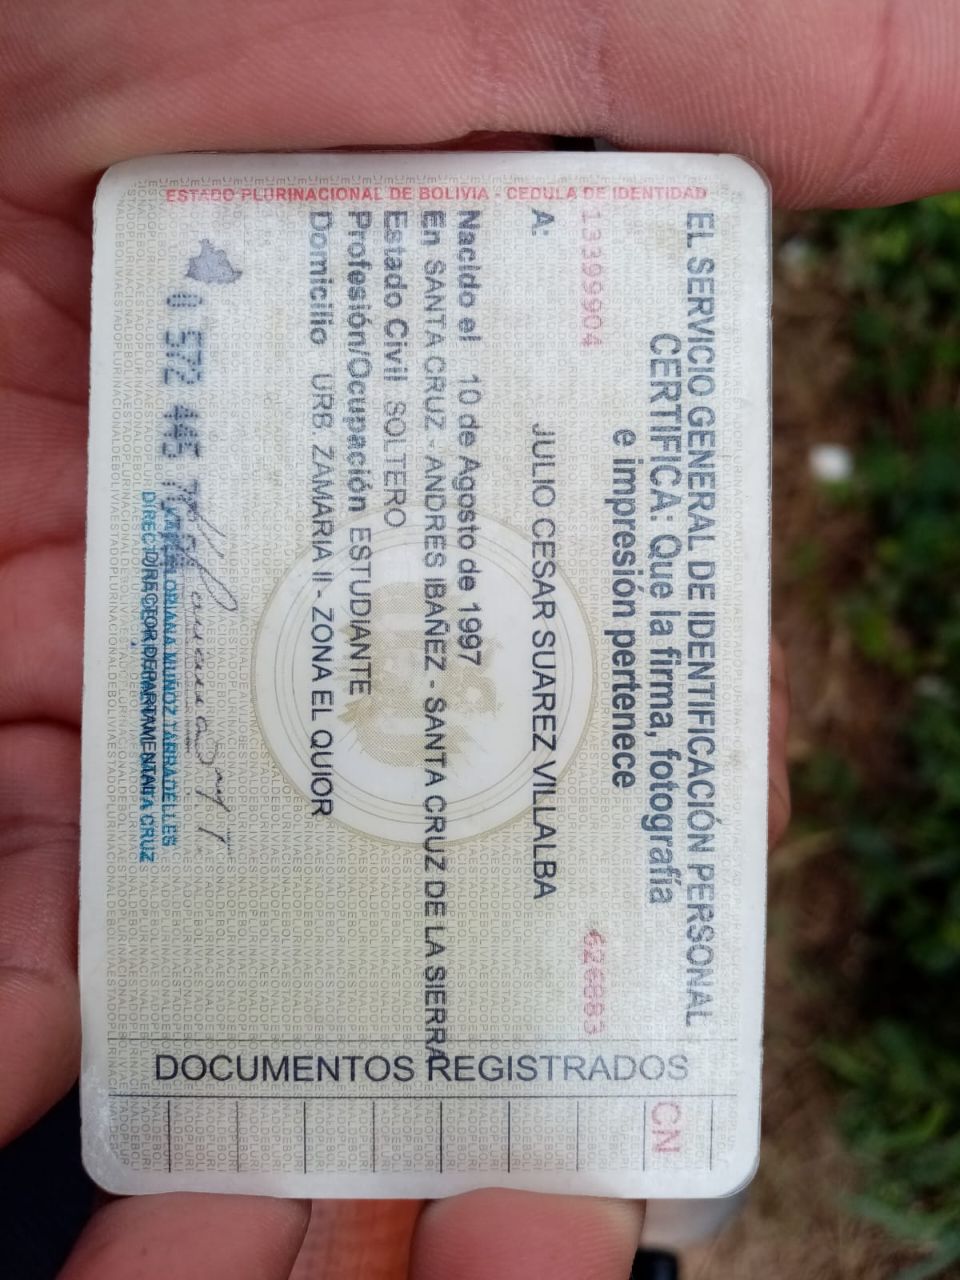 ESTADO PLURINACIONAL DE BOLIVIA - CEDULA DE IDENTIDAD
EL SERVICIO GENERAL DE IDENTIFICACIÓN PERSONAL
CERTIFICA: Que la firma, fotografía
e impresión pertenece
13399904
A: JULIO CESAR SUAREZ VILLALBA
Nacido el 10 de Agosto de 1997
En SANTA CRUZ - ANDRES IBAÑEZ - SANTA CRUZ DE LA SIERRA
Estado Civil SOLTERO
Profesión/Ocupación ESTUDIANTE
Domicilio URB. ZAMARIA II - ZONA EL QUIOR
DOCUMENTOS REGISTRADOS
CN